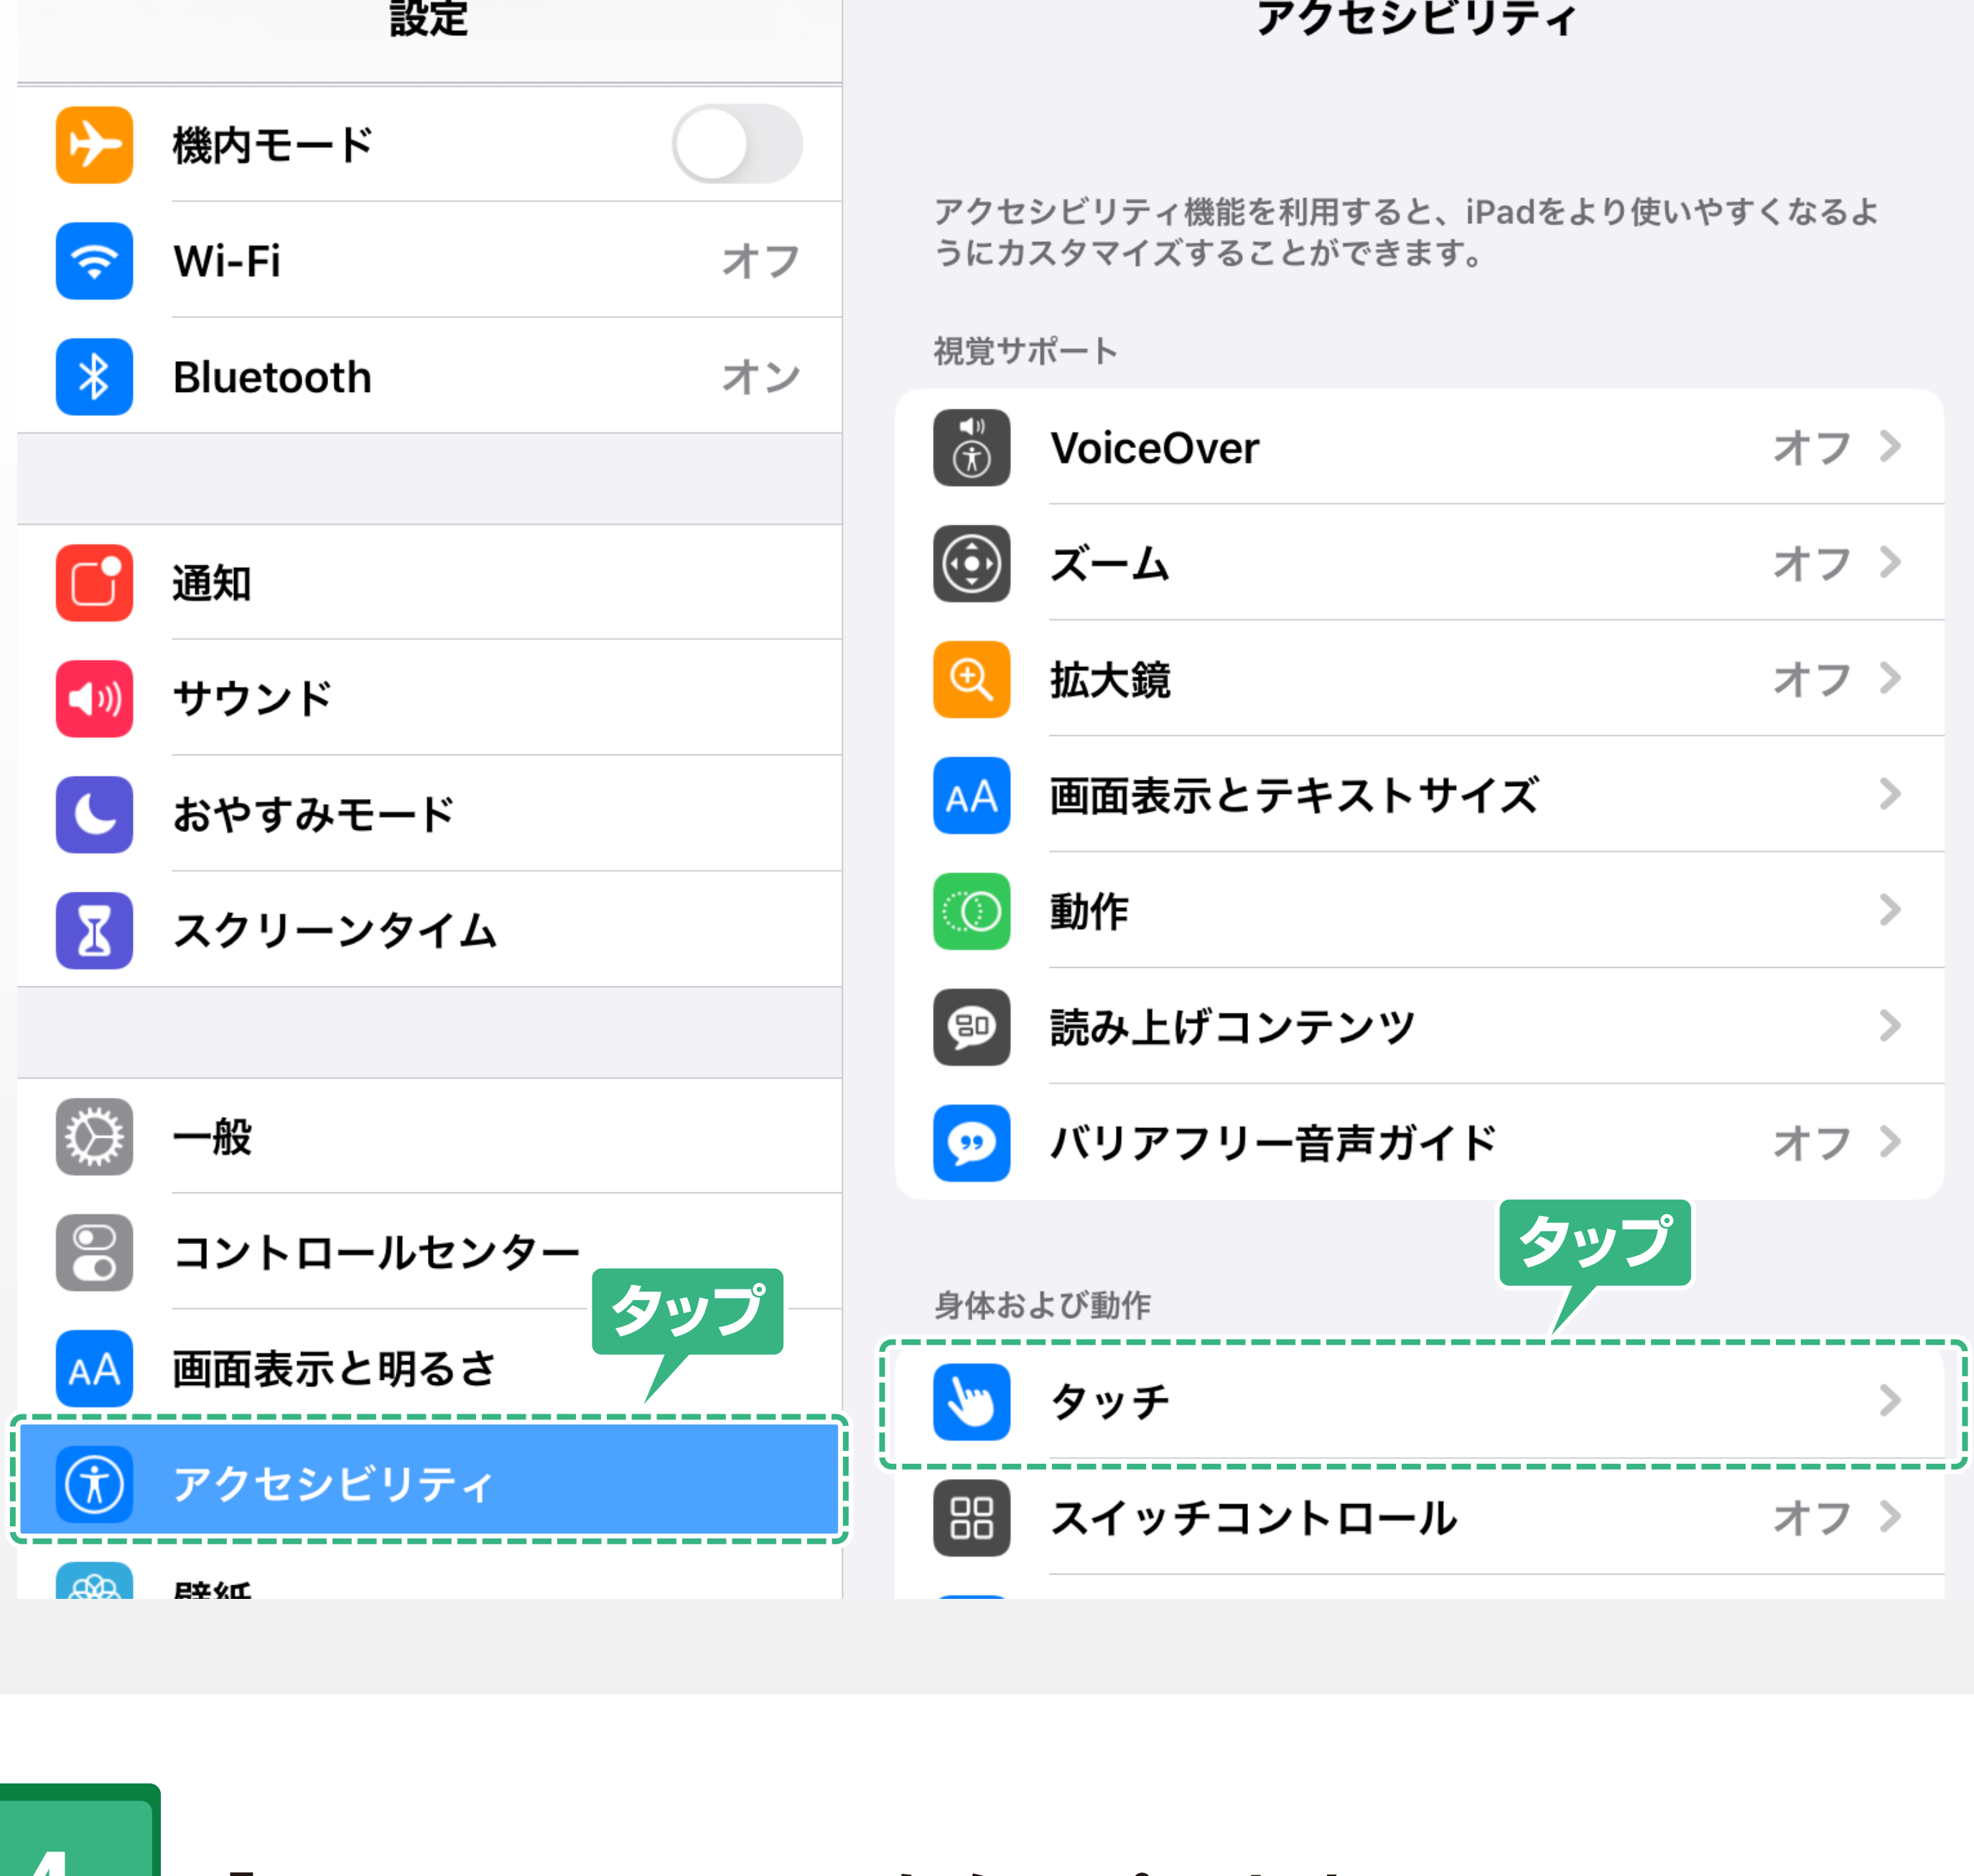 設定
機内モード
Wi-Fi オフ
Bluetooth オン
通知
サウンド
おやすみモード
スクリーンタイム
一般
コントロールセンター
タップ
AA 画面表示と明るさ
アクセシビリティ
壁紙
アクセシビリティ
アクセシビリティ機能を利用すると、iPadをより使いやすくなるよ
うにカスタマイズすることができます。
視覚サポート
VoiceOver オフ
ズーム オフ
拡大鏡 オフ
AA 画面表示とテキストサイズ
動作
読み上げコンテンツ
バリアフリー音声ガイド オフ
タップ
身体および動作
タッチ
スイッチコントロール オフ
4